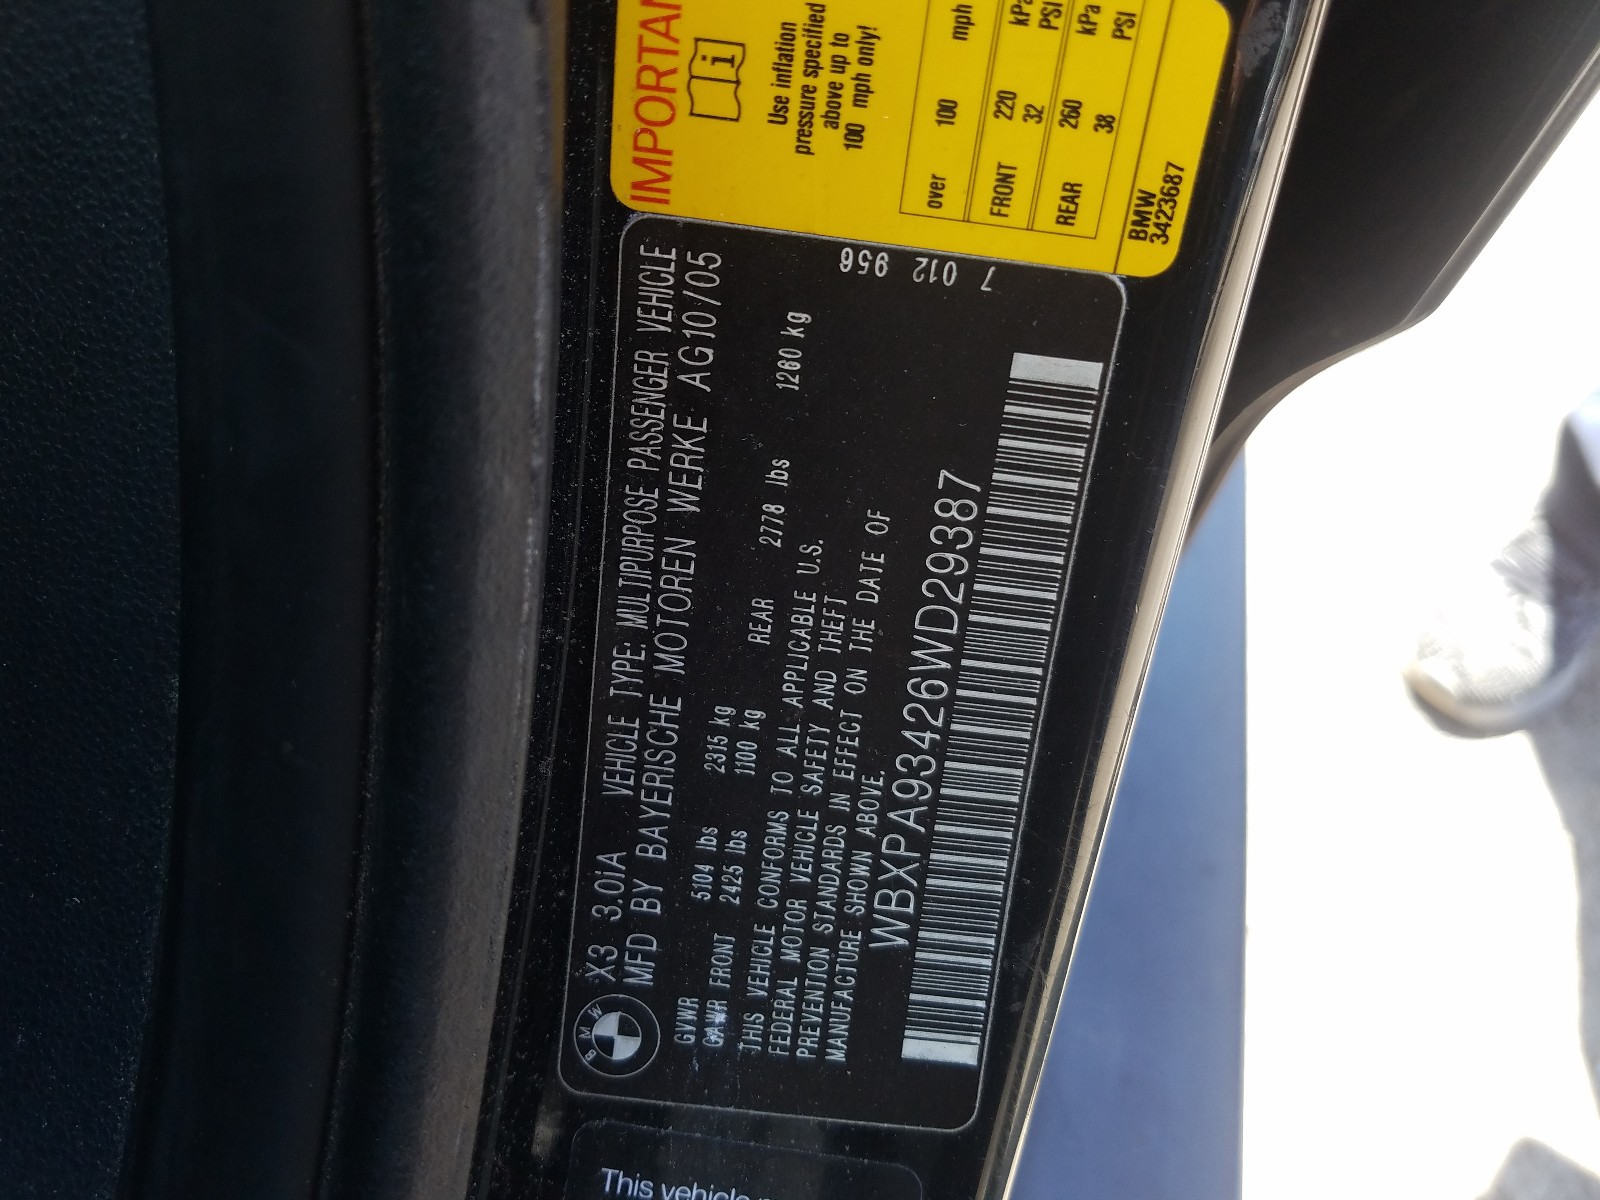 BMW
X3 3.0iA VEHICLE TYPE: MULTIPURPOSE PASSENGER VEHICLE
MFD BY BAYERISCHE MOTOREN WERKE AG10/05
GVWR 5104 lbs 2315 kg
GAWR FRONT 2425 lbs 1100 kg REAR 2778 lbs 1260 kg
THIS VEHICLE CONFORMS TO ALL APPLICABLE U.S.
FEDERAL MOTOR VEHICLE SAFETY AND THEFT
PREVENTION STANDARDS IN EFFECT ON THE DATE OF
MANUFACTURE SHOWN ABOVE.
WBXPA93426WD29387
7 012 956
IMPORTAN
i
Use inflation
pressure specified
above up to
100 mph only!
over 100 mph
FRONT 220 kPa
32 PSI
REAR 260 kPa
38 PSI
BMW
3423687
This vehicle